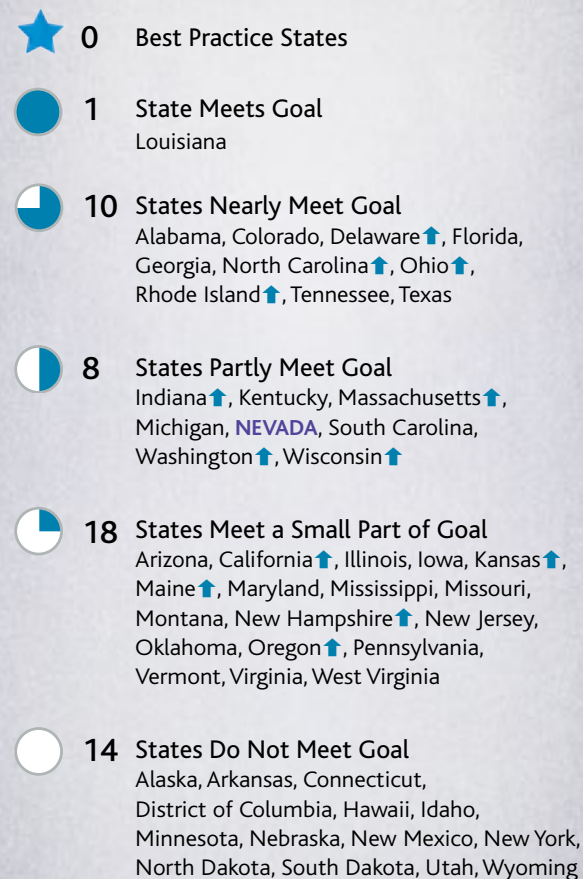 0 Best Practice States
1 State Meets Goal
Louisiana
10 States Nearly Meet Goal
Alabama, Colorado, Delaware⬆, Florida,
Georgia, North Carolina⬆, Ohio⬆,
Rhode Island⬆, Tennessee, Texas
8 States Partly Meet Goal
Indiana⬆, Kentucky, Massachusetts⬆,
Michigan, NEVADA, South Carolina,
Washington⬆, Wisconsin⬆
18 States Meet a Small Part of Goal
Arizona, California⬆, Illinois, Iowa, Kansas⬆,
Maine⬆, Maryland, Mississippi, Missouri,
Montana, New Hampshire⬆, New Jersey,
Oklahoma, Oregon⬆, Pennsylvania,
Vermont, Virginia, West Virginia
14 States Do Not Meet Goal
Alaska, Arkansas, Connecticut,
District of Columbia, Hawaii, Idaho,
Minnesota, Nebraska, New Mexico, New York,
North Dakota, South Dakota, Utah, Wyoming